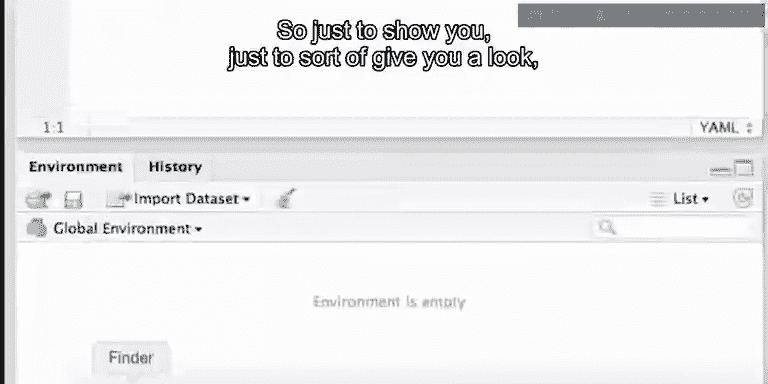 So just to show you,
just to sort of give you a look,
1:1
YAML
Environment History
Import Dataset
List
Global Environment
Environment is empty
Finder